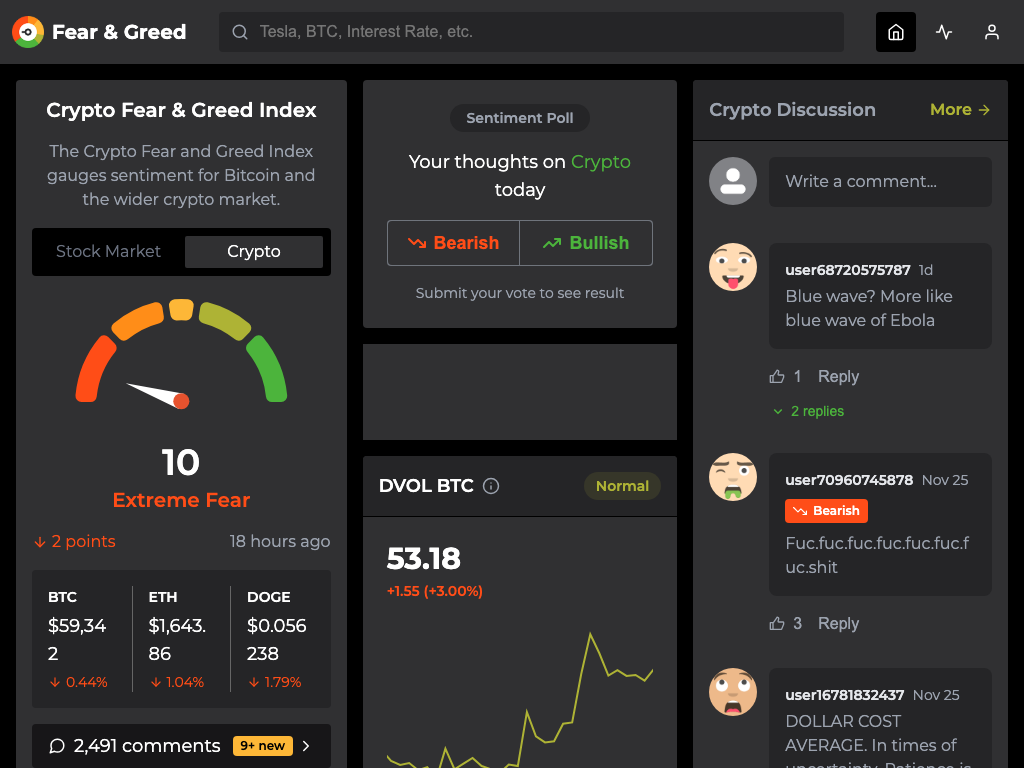 Fear & Greed
Tesla, BTC, Interest Rate, etc.
Crypto Fear & Greed Index
The Crypto Fear and Greed Index
gauges sentiment for Bitcoin and
the wider crypto market.
Stock Market
Crypto
10
Extreme Fear
2 points
18 hours ago
BTC
$59,34
2
0.44%
ETH
$1,643.
86
1.04%
DOGE
$0.056
238
1.79%
2,491 comments
9+ new
Sentiment Poll
Your thoughts on Crypto
today
Bearish
Bullish
Submit your vote to see result
DVOL BTC
Normal
53.18
+1.55 (+3.00%)
Crypto Discussion
More
Write a comment...
user68720575787 1d
Blue wave? More like
blue wave of Ebola
1 Reply
2 replies
user70960745878 Nov 25
Bearish
Fuc.fuc.fuc.fuc.fuc.fuc.f
uc.shit
3 Reply
user16781832437 Nov 25
DOLLAR COST
AVERAGE. In times of
uncertainty. Patience is